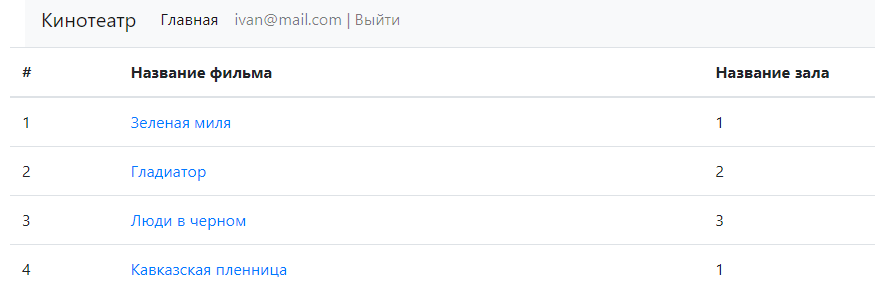 Кинотеатр Главная ivan@mail.com | Выйти
# Название фильма Название зала
1 Зеленая миля 1
2 Гладиатор 2
3 Люди в черном 3
4 Кавказская пленница 1